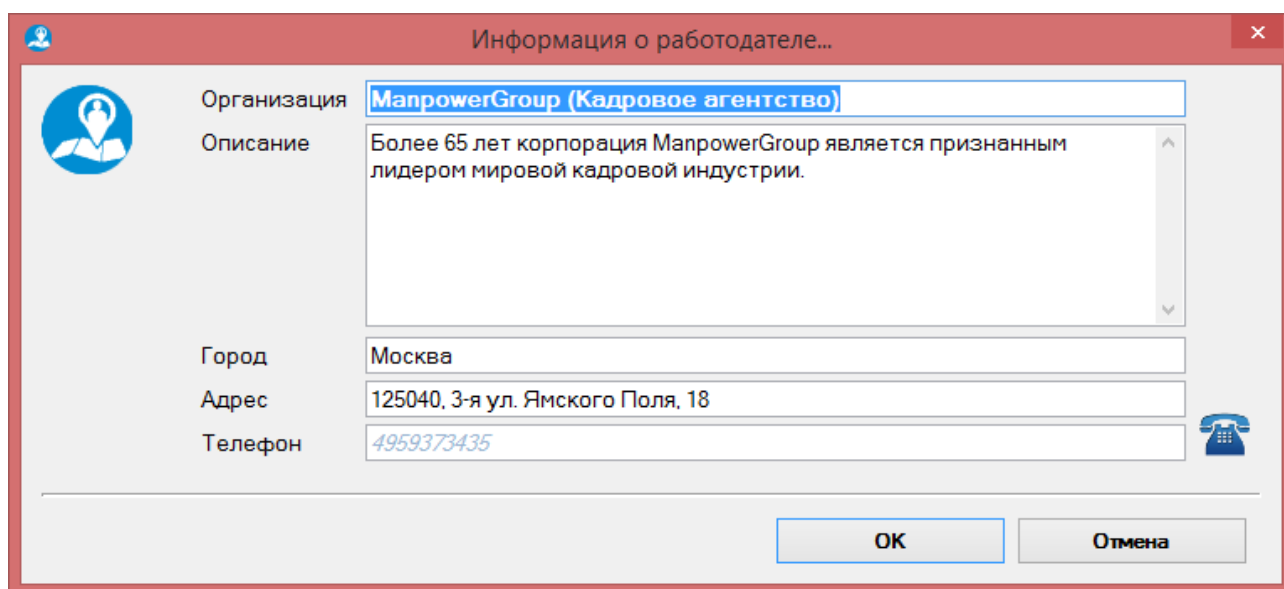 Информация о работодателе...
Организация ManpowerGroup (Кадровое агентство)
Описание Более 65 лет корпорация ManpowerGroup является признанным
лидером мировой кадровой индустрии.
Город Москва
Адрес 125040, 3-я ул. Ямского Поля, 18
Телефон 4959373435
ОК Отмена